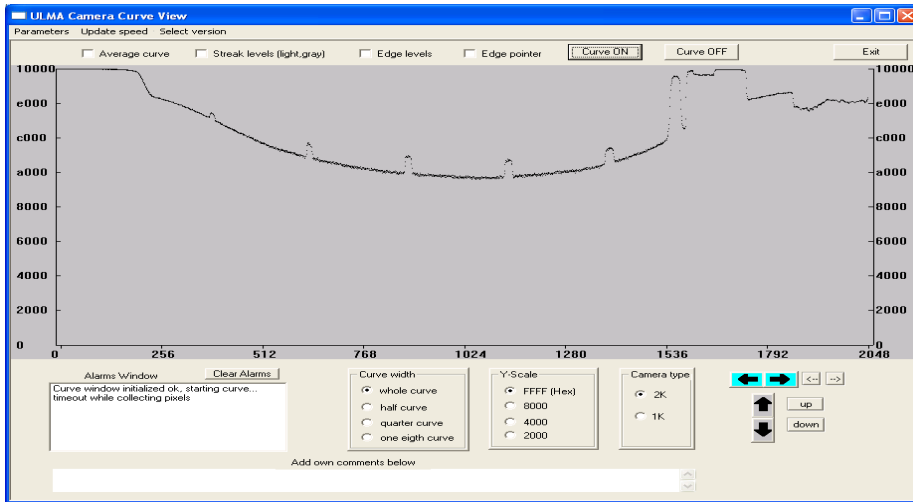 ULMA Camera Curve View
Parameters Update speed Select version
Average curve Streak levels (light,gray) Edge levels Edge pointer Curve ON Curve OFF Exit
10000 10000
e000 e000
c000 c000
a000 a000
8000 8000
6000 6000
4000 4000
2000 2000
0 0
0 256 512 768 1024 1280 1536 1792 2048
Alarms Window Clear Alarms
Curve window initialized ok, starting curve...
timeout while collecting pixels
Curve width
whole curve
half curve
quarter curve
one eigth curve
Y-Scale
FFFF (Hex)
8000
4000
2000
Camera type
2K
1K
<-- -->
up
down
Add own comments below